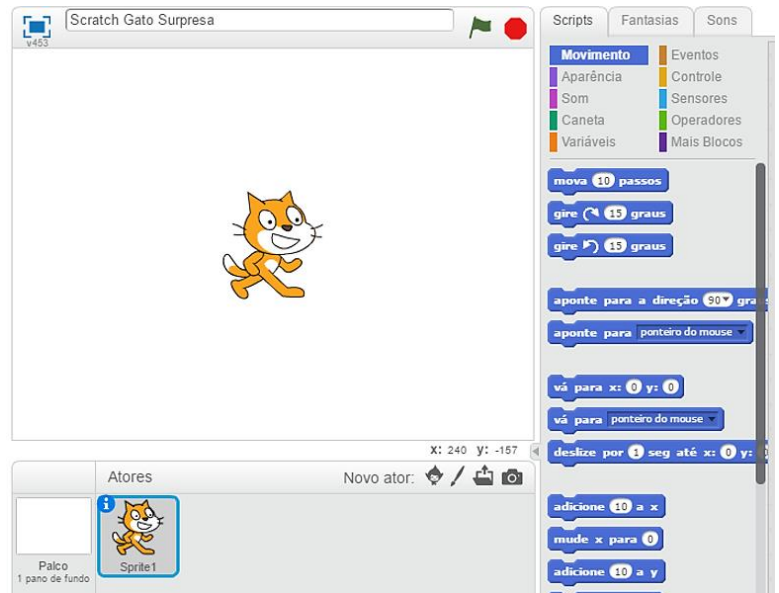 Scratch Gato Surpresa
v453
Scripts
Fantasias
Sons
Movimento
Eventos
Aparência
Controle
Som
Sensores
Caneta
Operadores
Variáveis
Mais Blocos
mova 10 passos
gire 15 graus
gire 15 graus
aponte para a direção 90 gra
aponte para ponteiro do mouse
vá para x: 0 y: 0
vá para ponteiro do mouse
deslize por 1 seg até x: 0 y:
adicione 10 a x
mude x para 0
adicione 10 a y
x: 240 y: -157
Atores
Novo ator:
Palco
1 pano de fundo
Sprite1